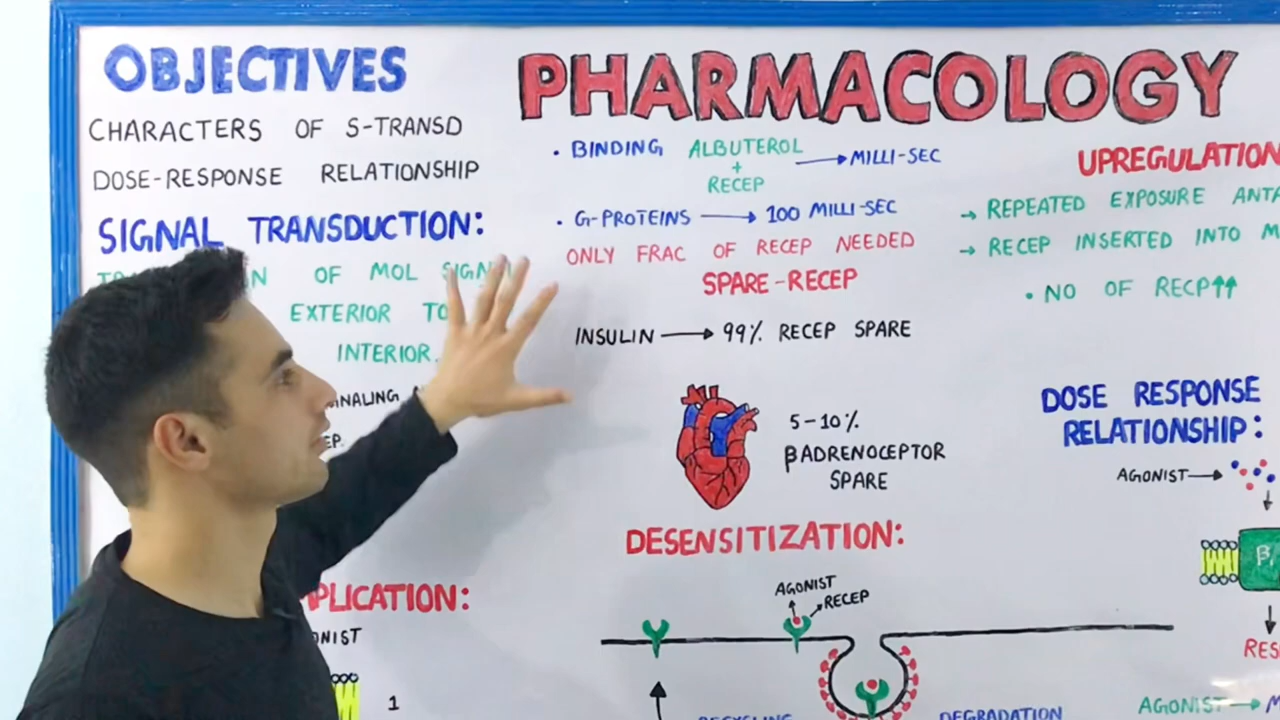 OBJECTIVES
CHARACTERS OF S-TRANSD
DOSE-RESPONSE RELATIONSHIP
SIGNAL TRANSDUCTION:
OF MOL
EXTERIOR TO
INTERIOR.
PHARMACOLOGY
• BINDING ALBUTEROL
+
RECEP
→ MILLI-SEC
• G-PROTEINS → 100 MILLI-SEC
ONLY FRAC OF RECEP NEEDED
SPARE-RECEP
INSULIN → 99% RECEP SPARE
5-10%
βADRENOCEPTOR
SPARE
DESENSITIZATION:
AGONIST
RECEP
RECYCLING
DEGRADATION
1
UPREGULATION
→ REPEATED EXPOSURE
→ RECEP INSERTED INTO
• NO OF RECP↑↑
DOSE RESPONSE
RELATIONSHIP:
AGONIST →
β₁
AGONIST →